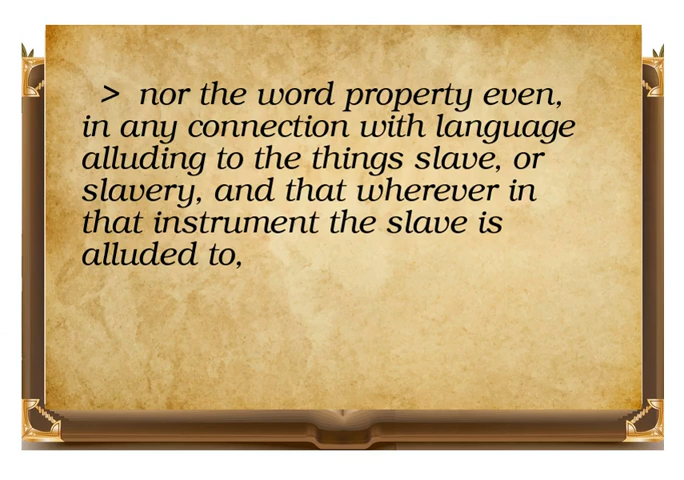 > nor the word property even,
in any connection with language
alluding to the things slave, or
slavery, and that wherever in
that instrument the slave is
alluded to,